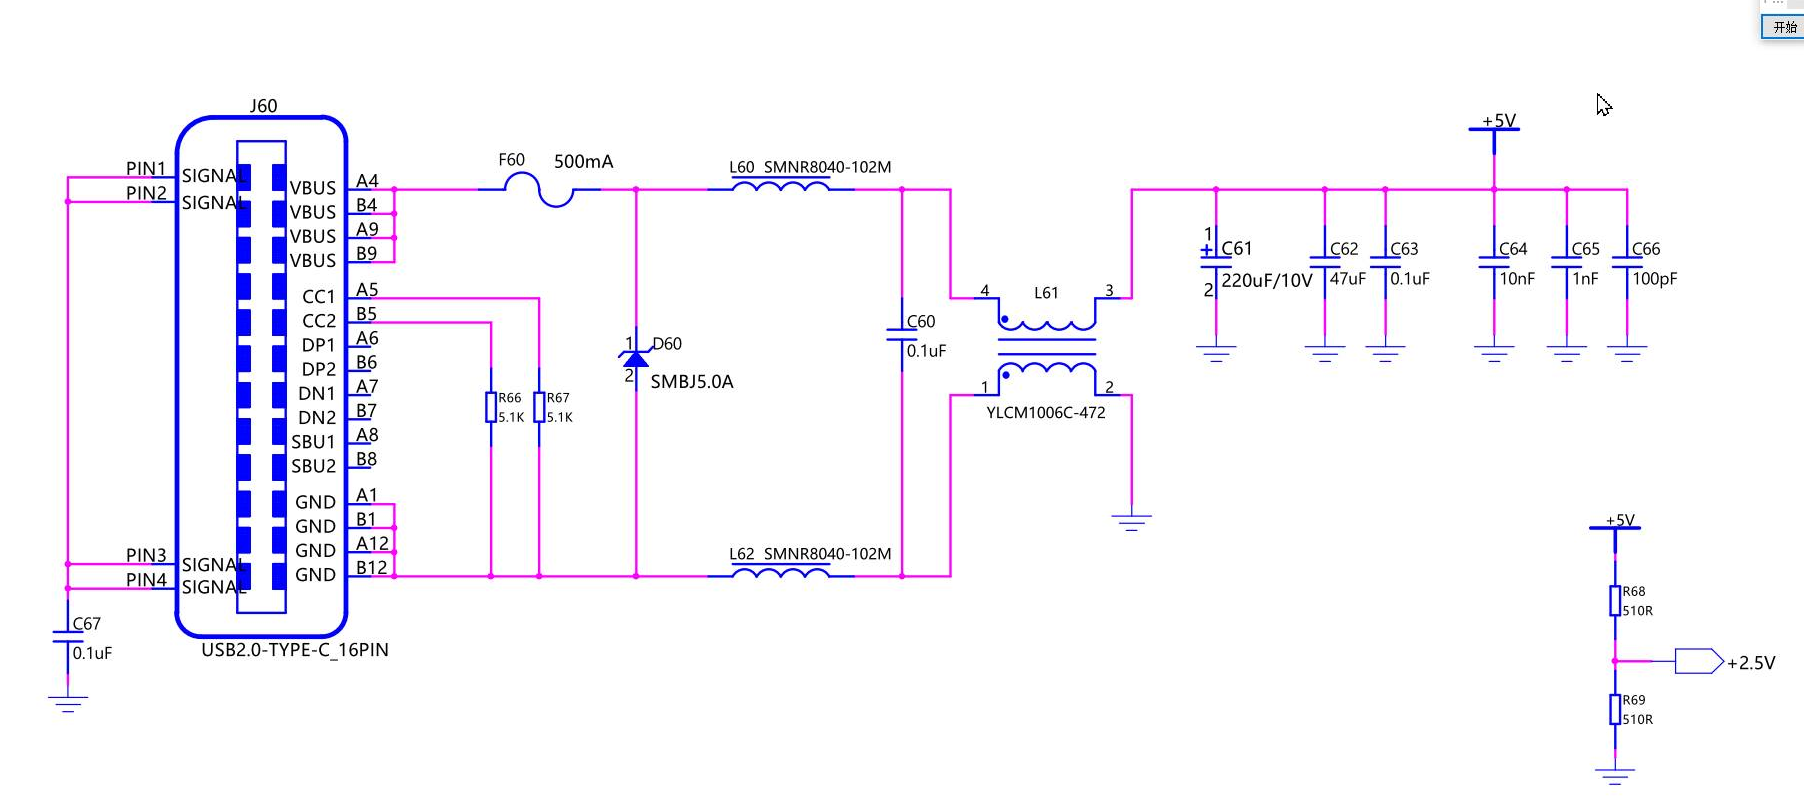 开始
J60
PIN1
PIN2
SIGNAL
SIGNAL
VBUS A4
VBUS B4
VBUS A9
VBUS B9
CC1 A5
CC2 B5
DP1 A6
DP2 B6
DN1 A7
DN2 B7
SBU1 A8
SBU2 B8
GND A1
GND B1
GND A12
GND B12
PIN3
PIN4
SIGNAL
SIGNAL
C67
0.1uF
USB2.0-TYPE-C_16PIN
F60 500mA
R66
5.1K
R67
5.1K
1 D60
2
SMBJ5.0A
L60 SMNR8040-102M
L62 SMNR8040-102M
C60
0.1uF
4 L61 3
1 2
YLCM1006C-472
+5V
1
+ C61
220uF/10V
2
C62
47uF
C63
0.1uF
C64
10nF
C65
1nF
C66
100pF
+5V
R68
510R
+2.5V
R69
510R